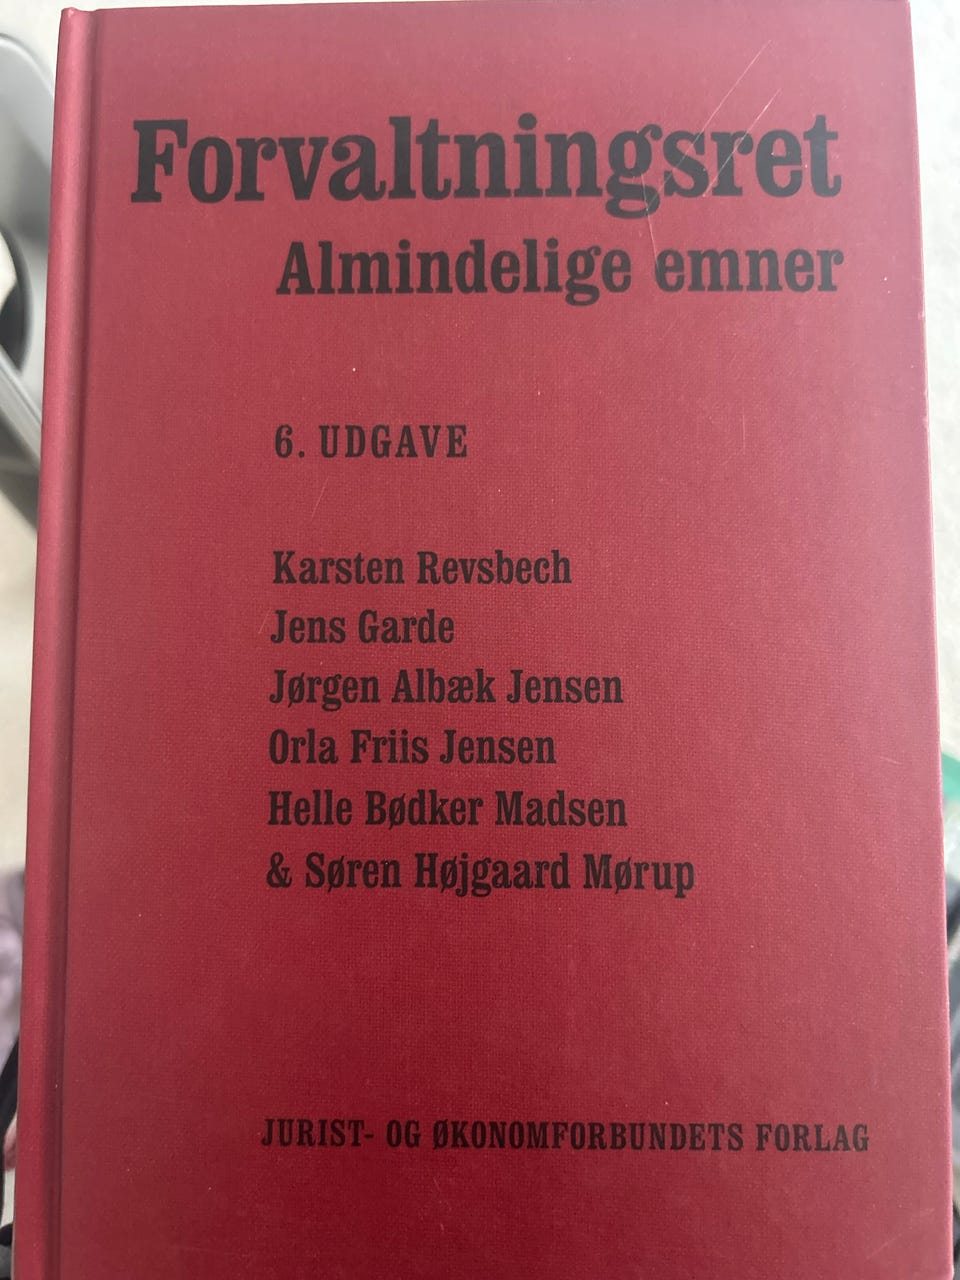 Forvaltningsret
Almindelige emner
6. UDGAVE
Karsten Revsbech
Jens Garde
Jørgen Albæk Jensen
Orla Friis Jensen
Helle Bødker Madsen
& Søren Højgaard Mørup
JURIST- OG ØKONOMFORBUNDETS FORLAG